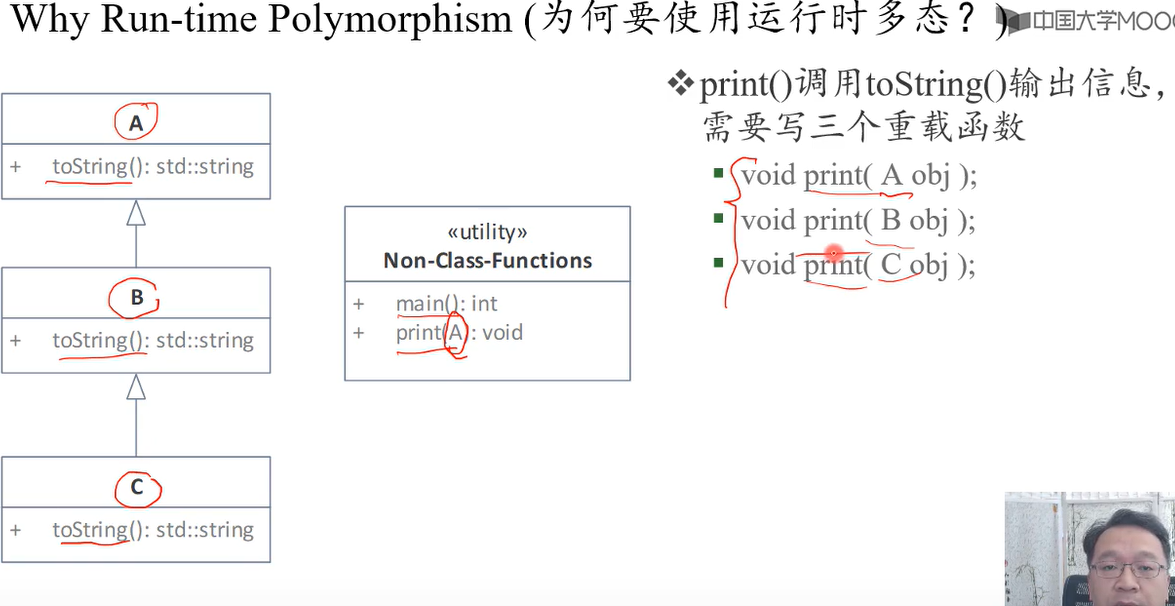 Why Run-time Polymorphism (为何要使用运行时多态? )
中国大学MOO
A
+ toString(): std::string
B
+ toString(): std::string
C
+ toString(): std::string
«utility»
Non-Class-Functions
+ main(): int
+ print(A): void
❖print()调用toString()输出信息,
需要写三个重载函数
▪ void print( A obj );
▪ void print( B obj );
▪ void print( C obj );